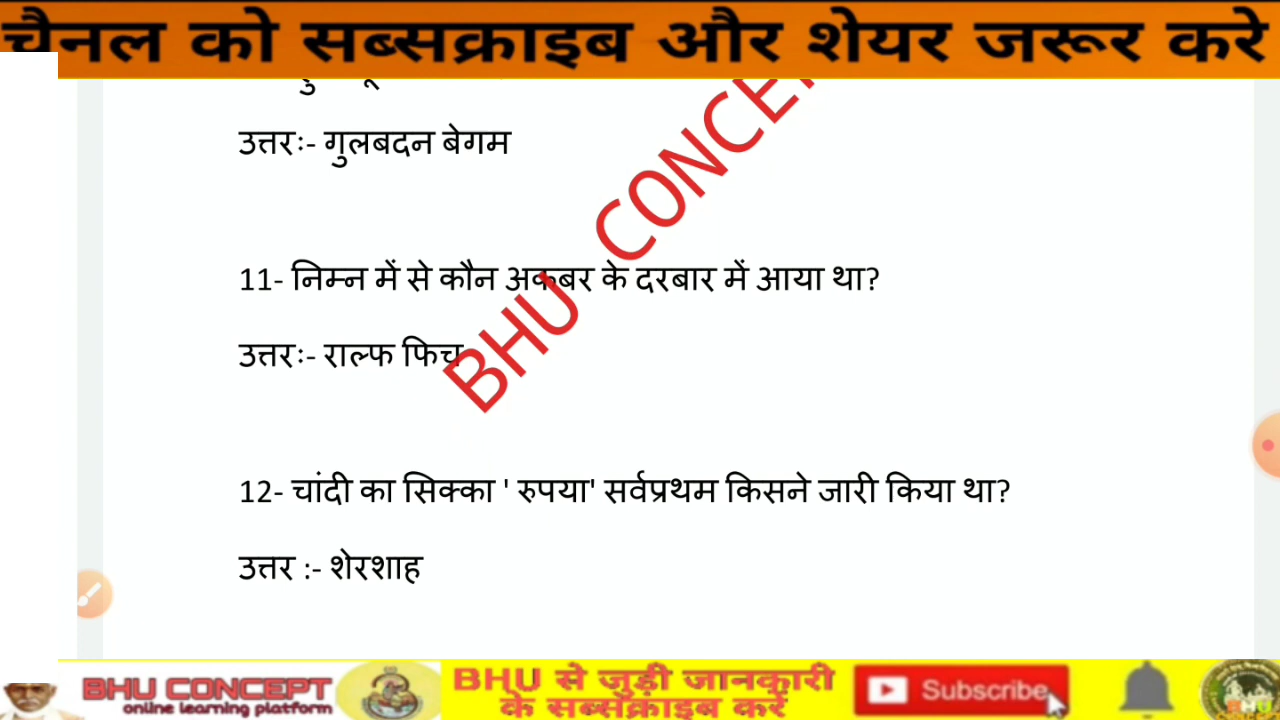 चैनल को सब्सक्राइब और शेयर जरूर करे
उत्तरः- गुलबदन बेगम
11- निम्न में से कौन अकबर के दरबार में आया था?
उत्तरः- राल्फ फिच
12- चांदी का सिक्का ' रुपया' सर्वप्रथम किसने जारी किया था?
उत्तर :- शेरशाह
BHU CONCE
BHU CONCEPT
online learning platform
BHU से जुड़ी जानकारी
के सब्सक्राइब करें
Subscribe
BHU